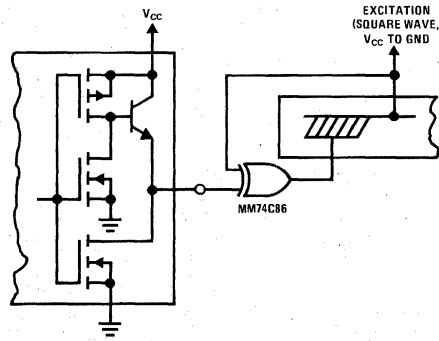 VCC
EXCITATION
(SQUARE WAVE,
VCC TO GND
MM74C86